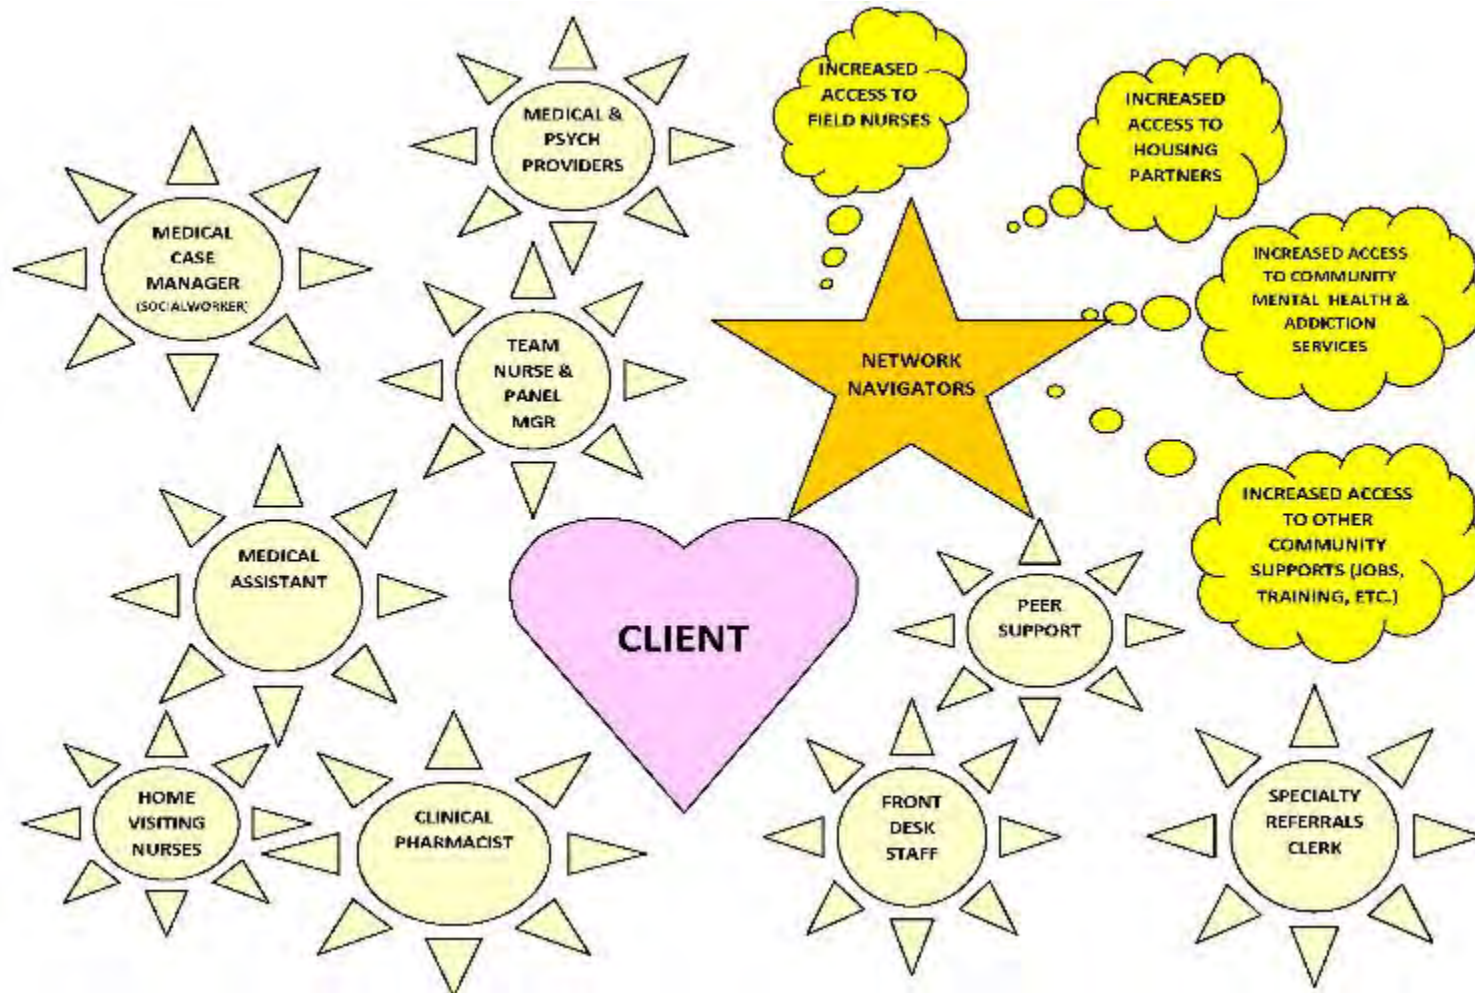 MEDICAL &
PSYCH
PROVIDERS
INCREASED
ACCESS TO
FIELD NURSES
INCREASED
ACCESS TO
HOUSING
PARTNERS
MEDICAL
CASE
MANAGER
(SOCIALWORKER)
INCREASED ACCESS
TO COMMUNITY
MENTAL HEALTH &
ADDICTION
SERVICES
TEAM
NURSE &
PANEL
MGR
NETWORK
NAVIGATORS
INCREASED ACCESS
TO OTHER
COMMUNITY
SUPPORTS (JOBS,
TRAINING, ETC.)
MEDICAL
ASSISTANT
CLIENT
PEER
SUPPORT
HOME
VISITING
NURSES
CLINICAL
PHARMACIST
FRONT
DESK
STAFF
SPECIALTY
REFERRALS
CLERK